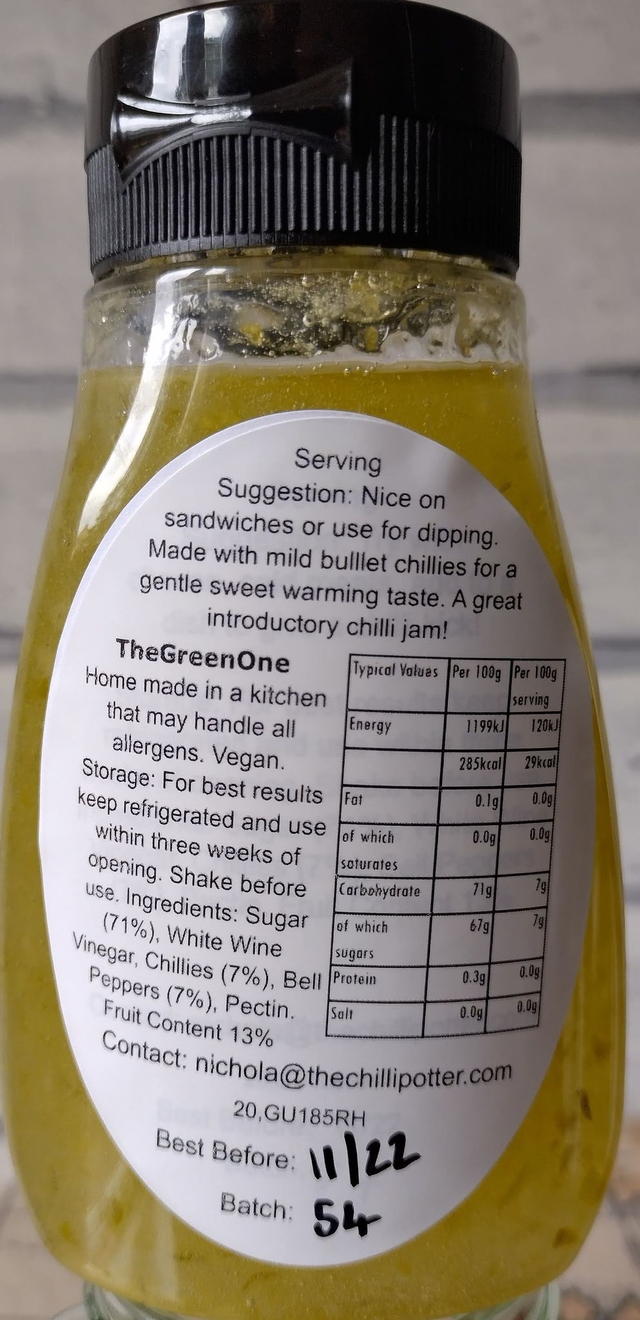 Serving
Suggestion: Nice on
sandwiches or use for dipping.
Made with mild bulllet chillies for a
gentle sweet warming taste. A great
introductory chilli jam!
TheGreenOne
Home made in a kitchen
that may handle all
allergens. Vegan.
Storage: For best results
keep refrigerated and use
within three weeks of
opening. Shake before
use. Ingredients: Sugar
(71%), White Wine
Vinegar, Chillies (7%), Bell
Peppers (7%), Pectin.
Fruit Content 13%
Typical Values Per 100g Per 100g
serving
Energy 1199kJ 120kJ
285kcal 29kcal
Fat 0.1g 0.0g
of which 0.0g 0.0g
saturates
Carbohydrate 71g 7g
of which 67g 7g
sugars
Protein 0.3g 0.0g
Salt 0.0g 0.0g
Contact: nichola@thechillipotter.com
20,GU185RH
Best Before: 11/22
Batch: 54